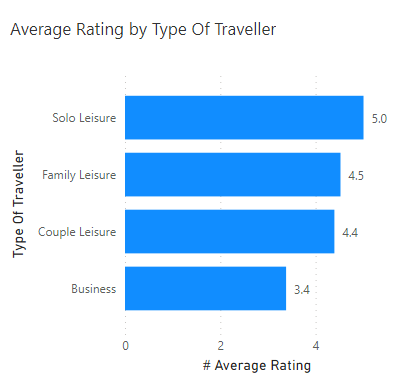 Average Rating by Type Of Traveller
Type Of Traveller
Solo Leisure 5.0
Family Leisure 4.5
Couple Leisure 4.4
Business 3.4
0 2 4
# Average Rating